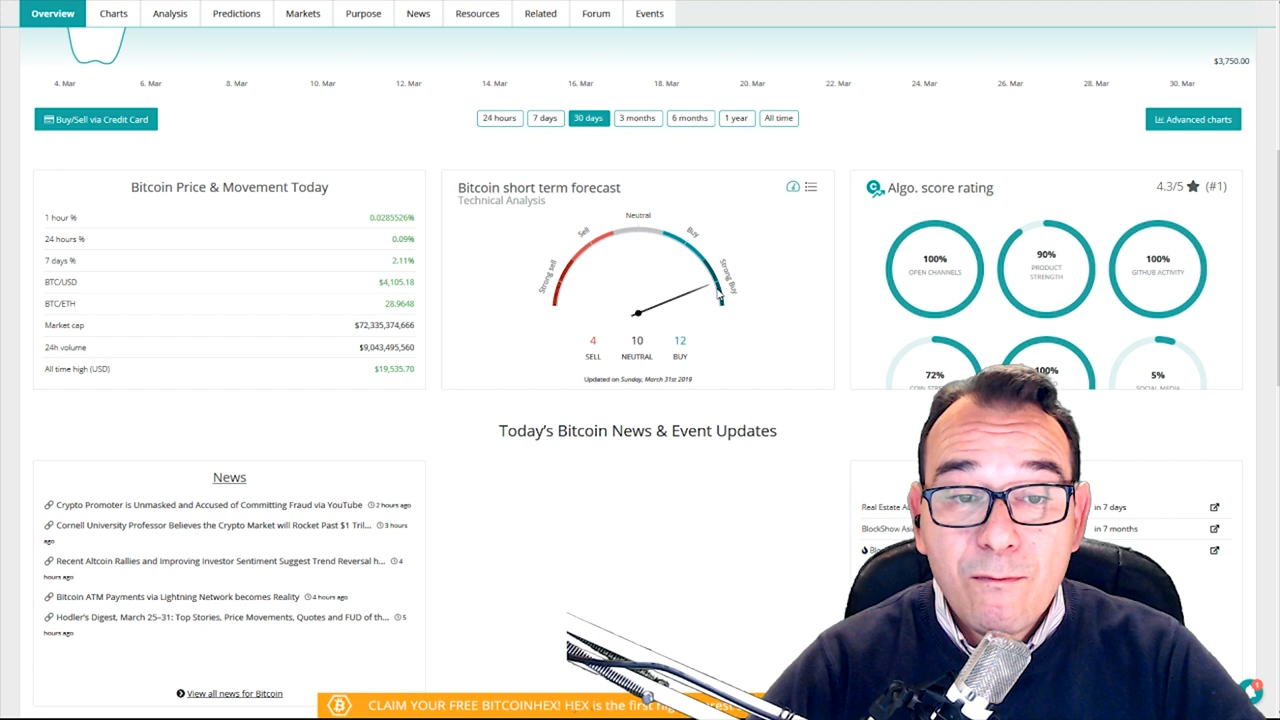 Overview Charts Analysis Predictions Markets Purpose News Resources Related Forum Events
$3,750.00
4. Mar 6. Mar 8. Mar 10. Mar 12. Mar 14. Mar 16. Mar 18. Mar 20. Mar 22. Mar 24. Mar 26. Mar 28. Mar 30. Mar
Buy/Sell via Credit Card
24 hours 7 days 30 days 3 months 6 months 1 year All time
Advanced charts
Bitcoin Price & Movement Today
1 hour % 0.0285526%
24 hours % 0.09%
7 days % 2.11%
BTC/USD $4,105.18
BTC/ETH 28.9648
Market cap $72,335,374,666
24h volume $9,043,495,560
All time high (USD) $19,535.70
Bitcoin short term forecast
Technical Analysis
Neutral
Sell Buy
Strong sell Strong Buy
4 10 12
SELL NEUTRAL BUY
Updated on Sunday, March 31st 2019
Algo. score rating 4.3/5 (#1)
100% 90% 100%
OPEN CHANNELS PRODUCT STRENGTH GITHUB ACTIVITY
72% 100% 5%
Today's Bitcoin News & Event Updates
News
Crypto Promoter is Unmasked and Accused of Committing Fraud via YouTube 2 hours ago
Cornell University Professor Believes the Crypto Market will Rocket Past $1 Tril... 3 hours
ago
Recent Altcoin Rallies and Improving Investor Sentiment Suggest Trend Reversal h... 4
hours ago
Bitcoin ATM Payments via Lightning Network becomes Reality 4 hours ago
Hodler's Digest, March 25–31: Top Stories, Price Movements, Quotes and FUD of th... 5
hours ago
View all news for Bitcoin
Real Estate in 7 days
BlockShow in 7 months
CLAIM YOUR FREE BITCOINHEX! HEX is the first